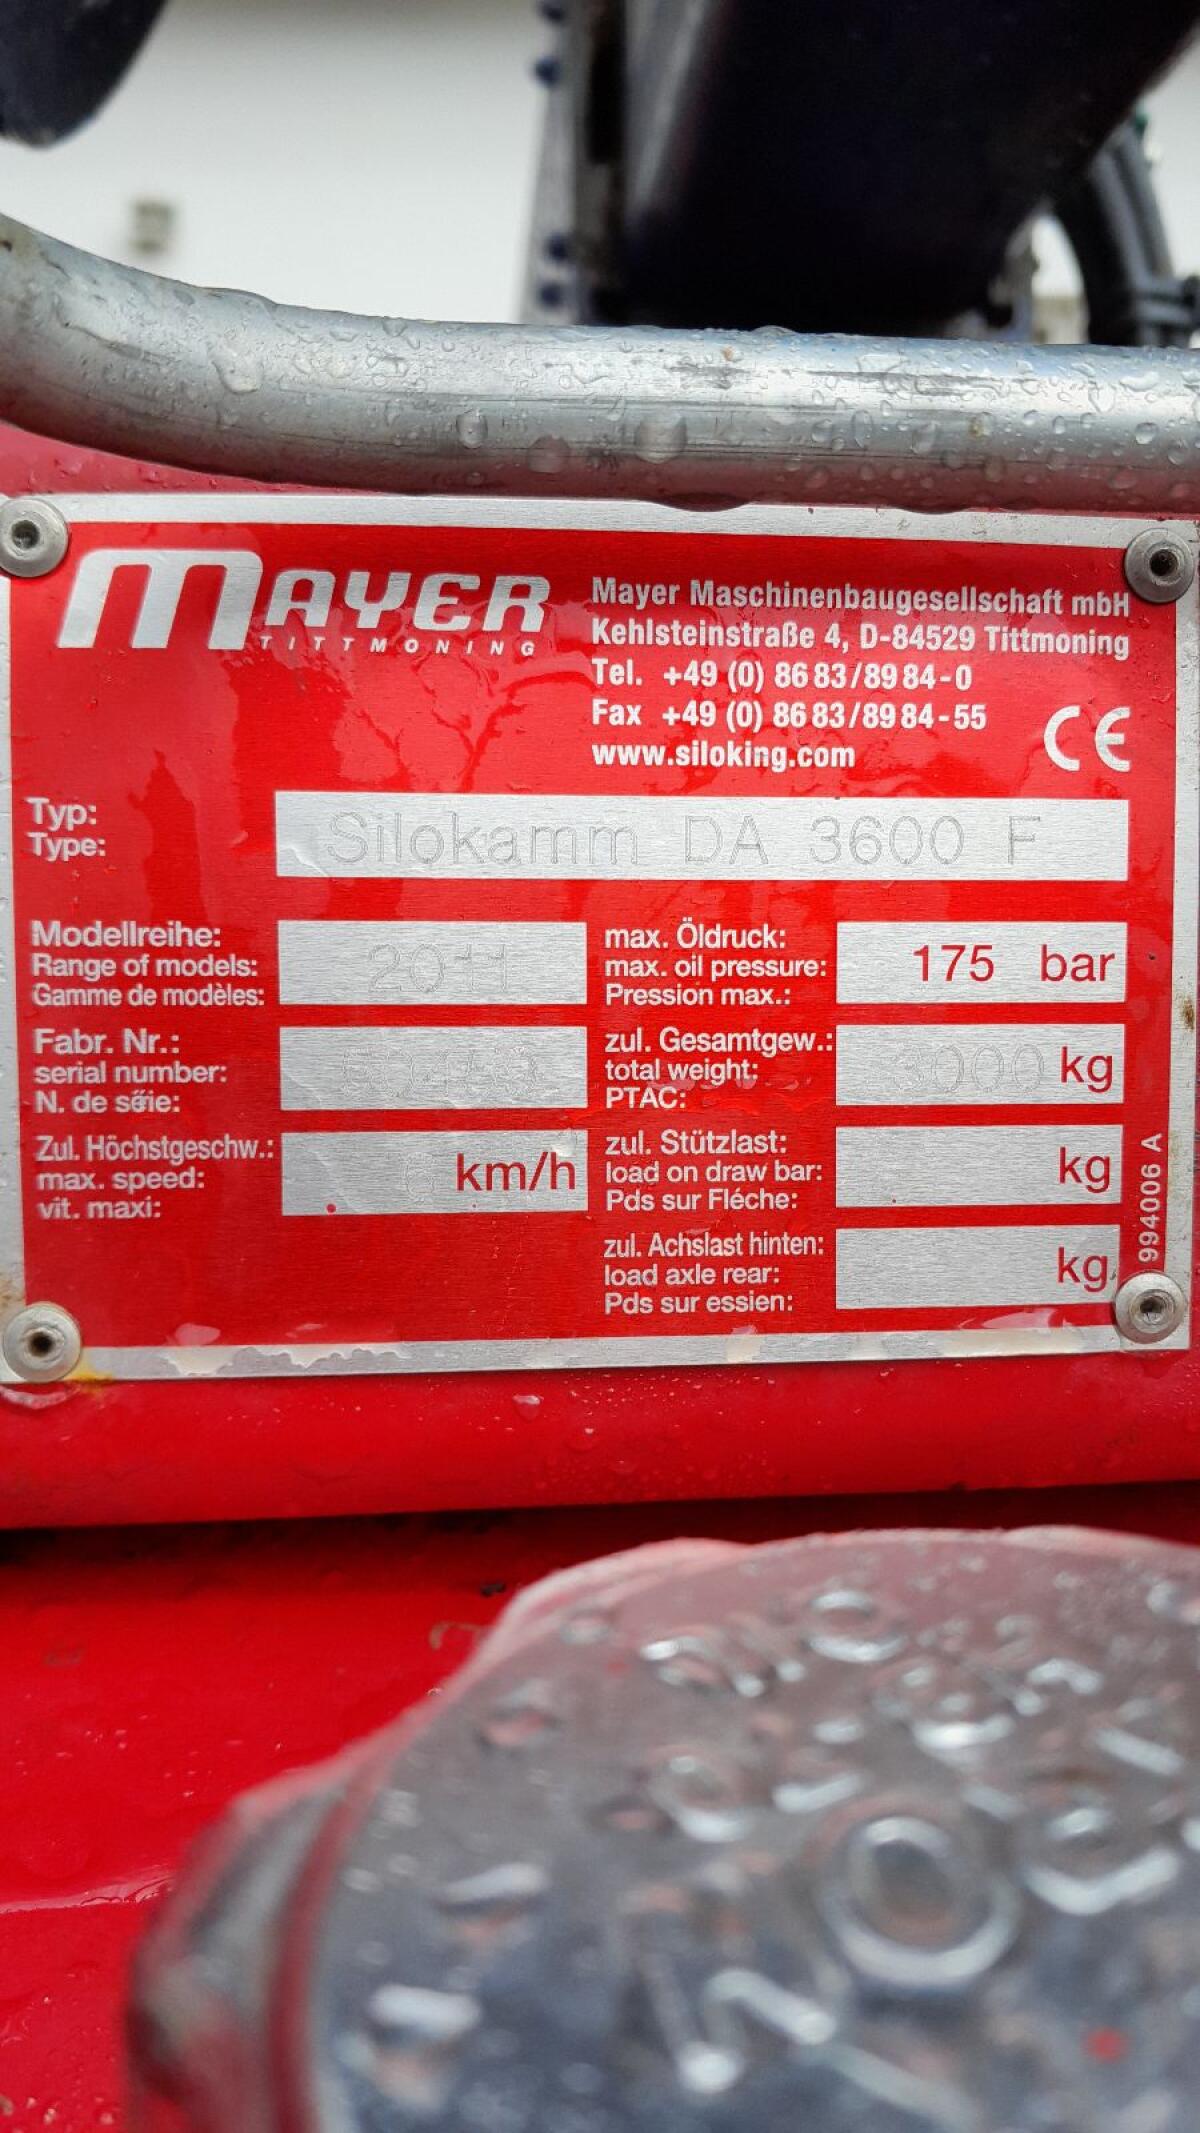 MAYER
TITTMONING
Mayer Maschinenbaugesellschaft mbH
Kehlsteinstraße 4, D-84529 Tittmoning
Tel. +49 (0) 86 83/89 84-0
Fax +49 (0) 86 83/89 84-55
www.siloking.com
CE
Typ:
Type:
Silokamm DA 3600 F
Modellreihe:
Range of models:
Gamme de modèles:
2011
max. Öldruck:
max. oil pressure:
Pression max.:
175 bar
Fabr. Nr.:
serial number:
N. de série:
zul. Gesamtgew.:
total weight:
PTAC:
3000 kg
Zul. Höchstgeschw.:
max. speed:
vit. maxi:
6 km/h
zul. Stützlast:
load on draw bar:
Pds sur Fléche:
kg
zul. Achslast hinten:
load axle rear:
Pds sur essien:
kg
994006 A